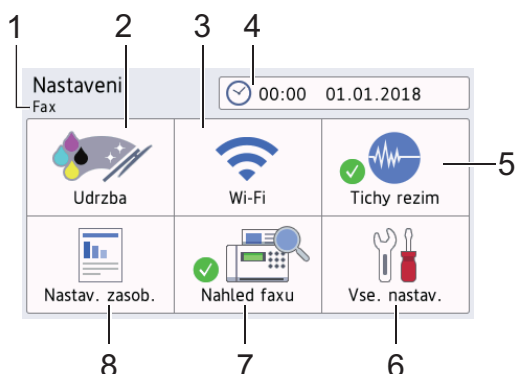 1
2
3
4
Nastaveni
Fax
00:00 01.01.2018
Udrzba
Wi-Fi
Tichy rezim
5
Nastav. zasob.
Nahled faxu
Vse. nastav.
8
7
6